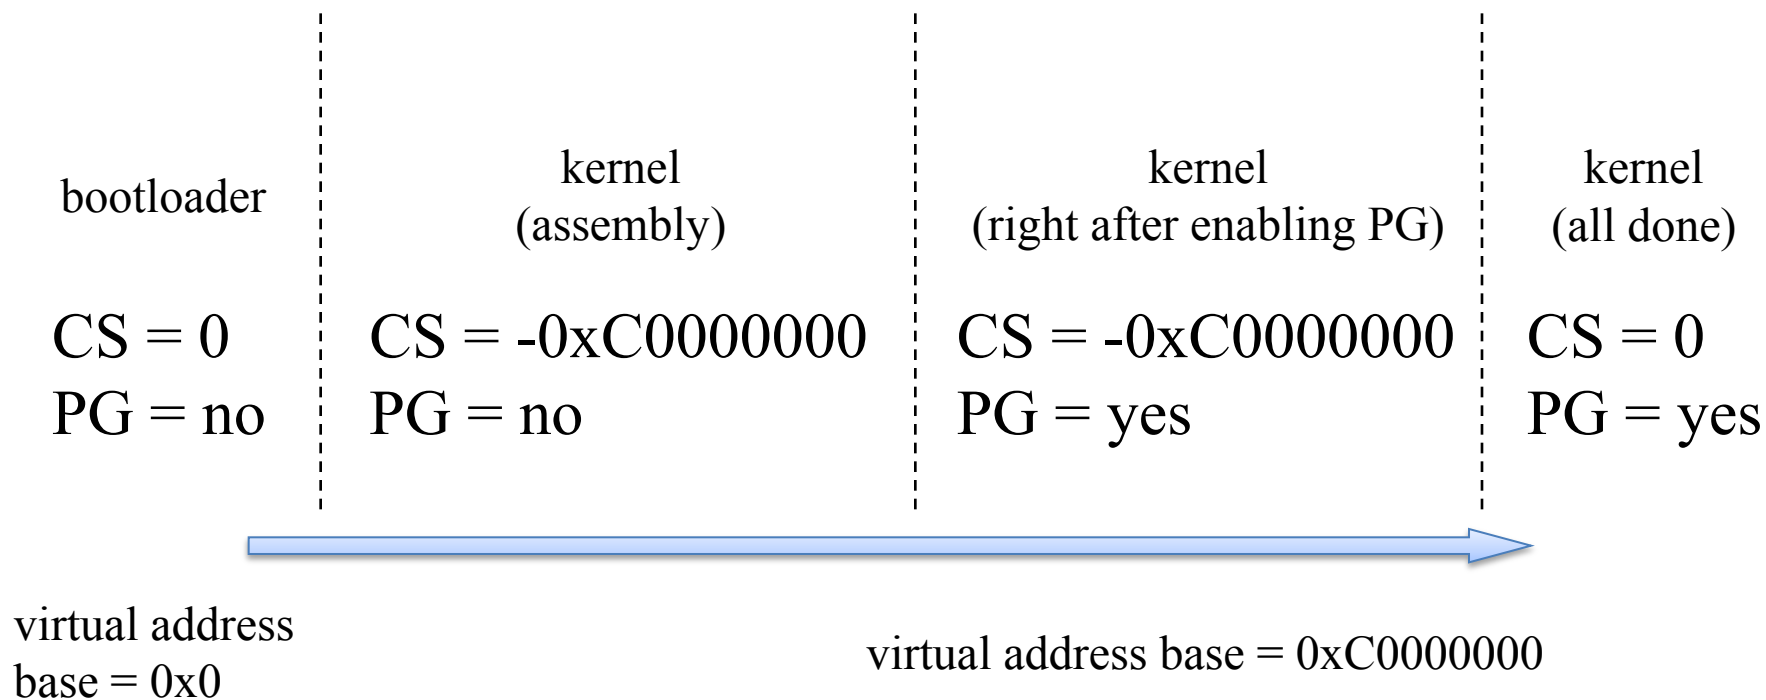 bootloader
CS = 0
PG = no
kernel
(assembly)
CS = -0xC0000000
PG = no
kernel
(right after enabling PG)
CS = -0xC0000000
PG = yes
kernel
(all done)
CS = 0
PG = yes
virtual address
base = 0x0
virtual address base = 0xC0000000